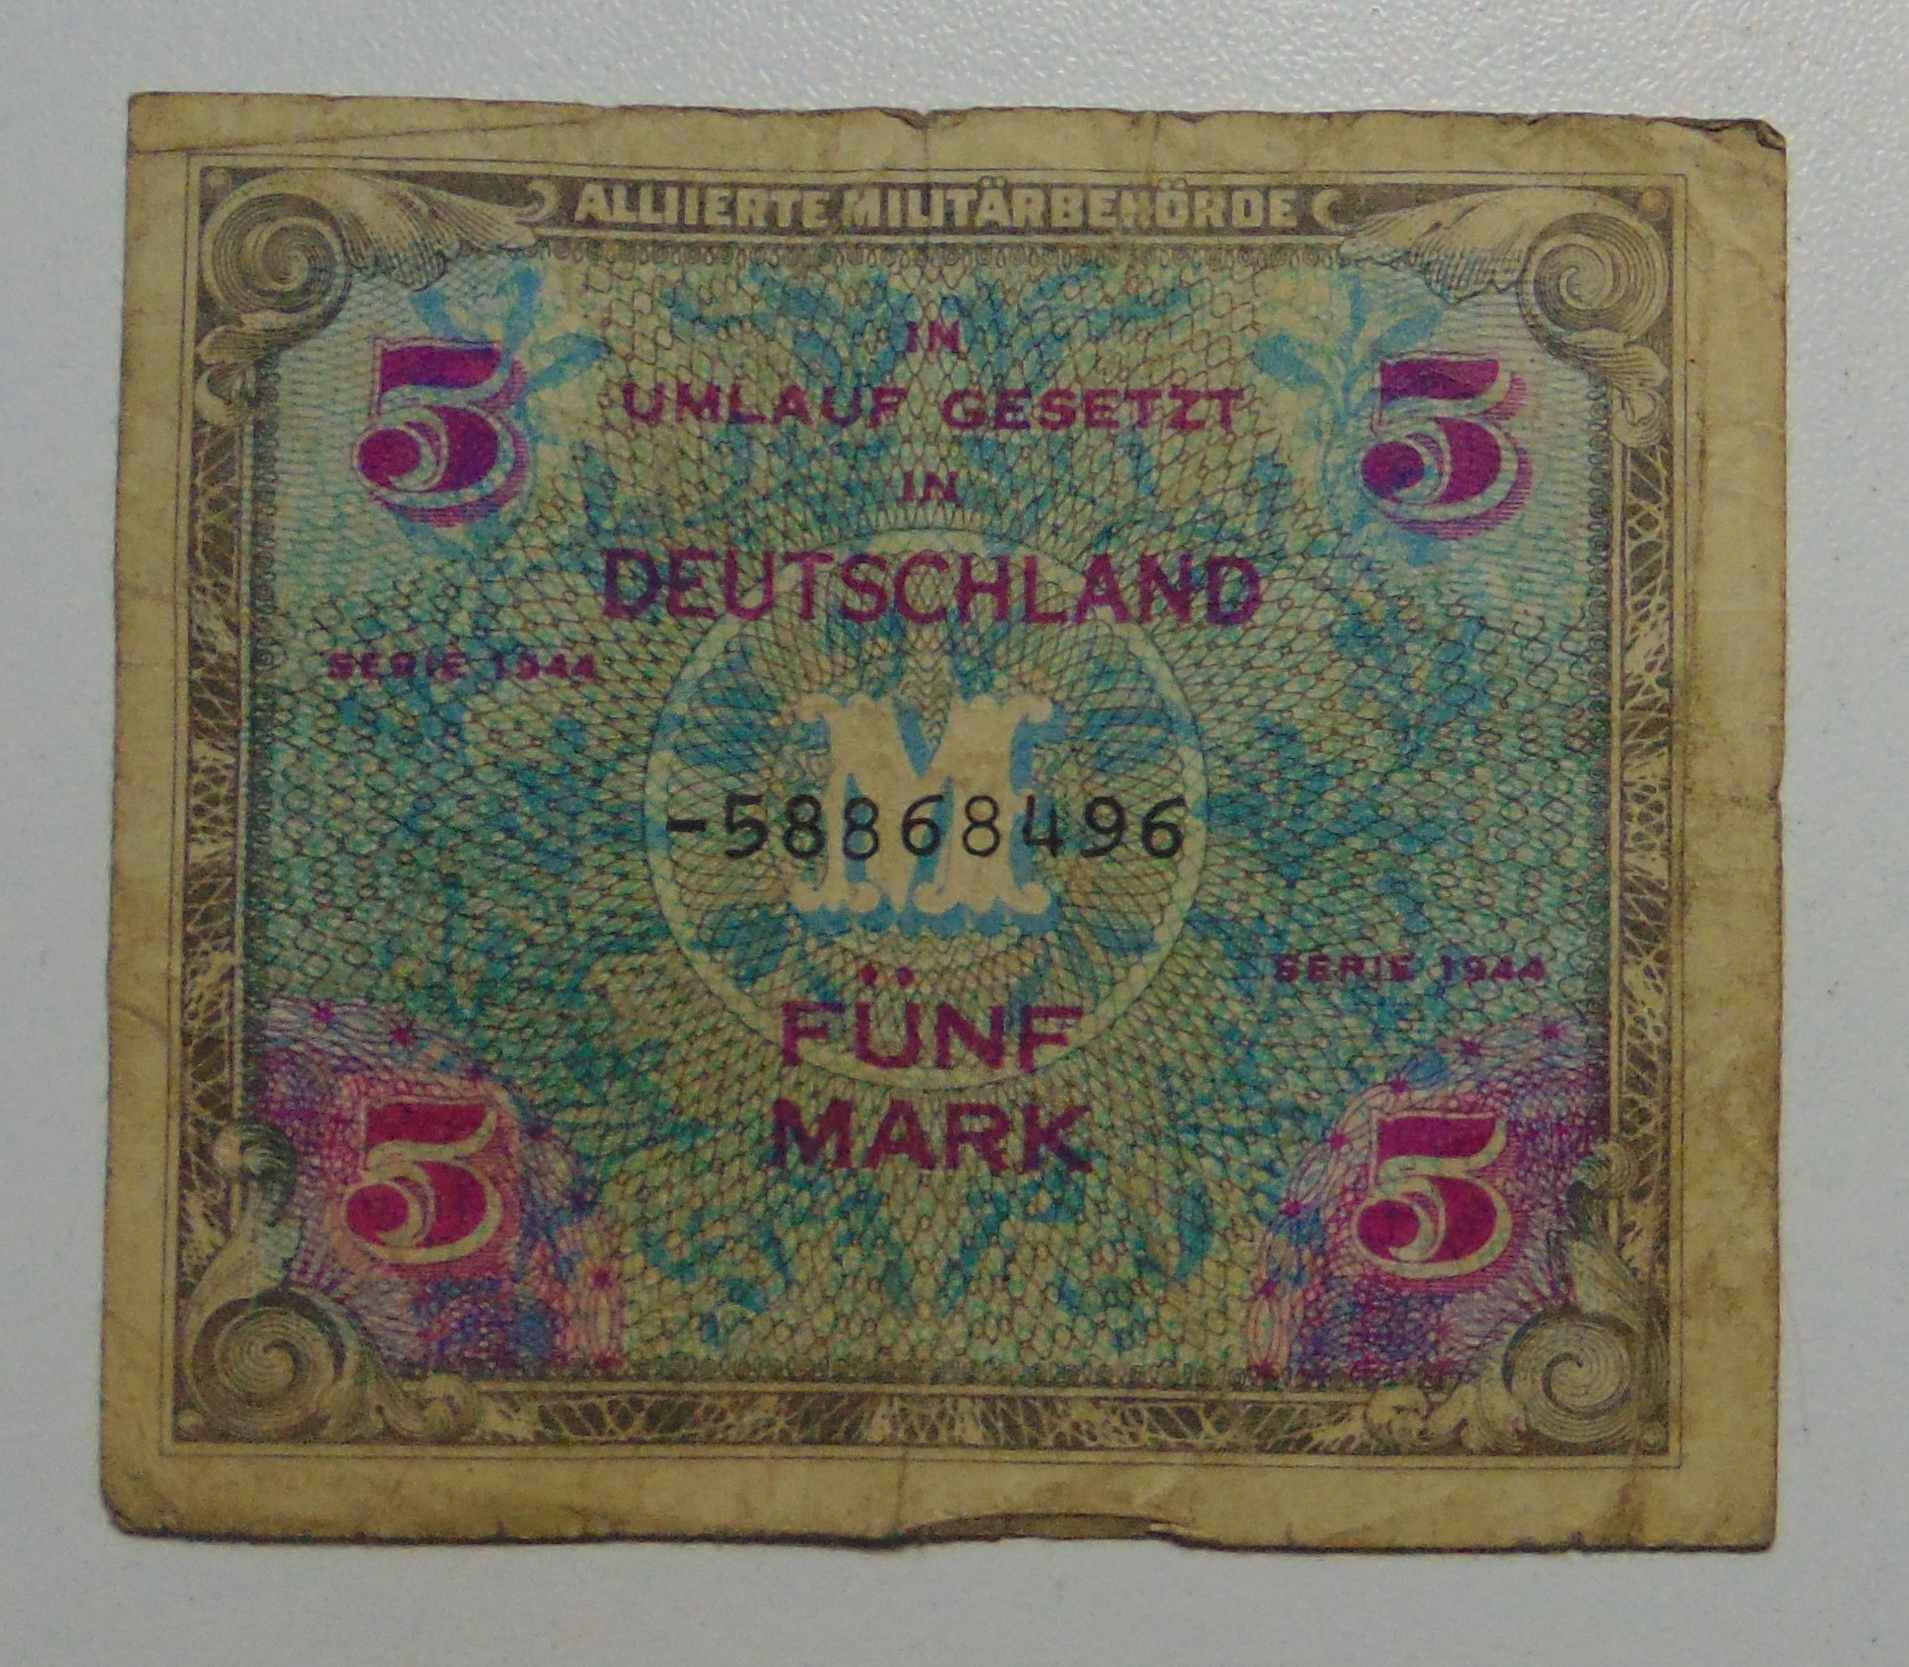 ALLIIERTE MILITÄRBEHÖRDE
5 5
IN
UMLAUF GESETZT
IN
DEUTSCHLAND
SERIE 1944
M
-58868496
SERIE 1944
FÜNF
MARK
5 5